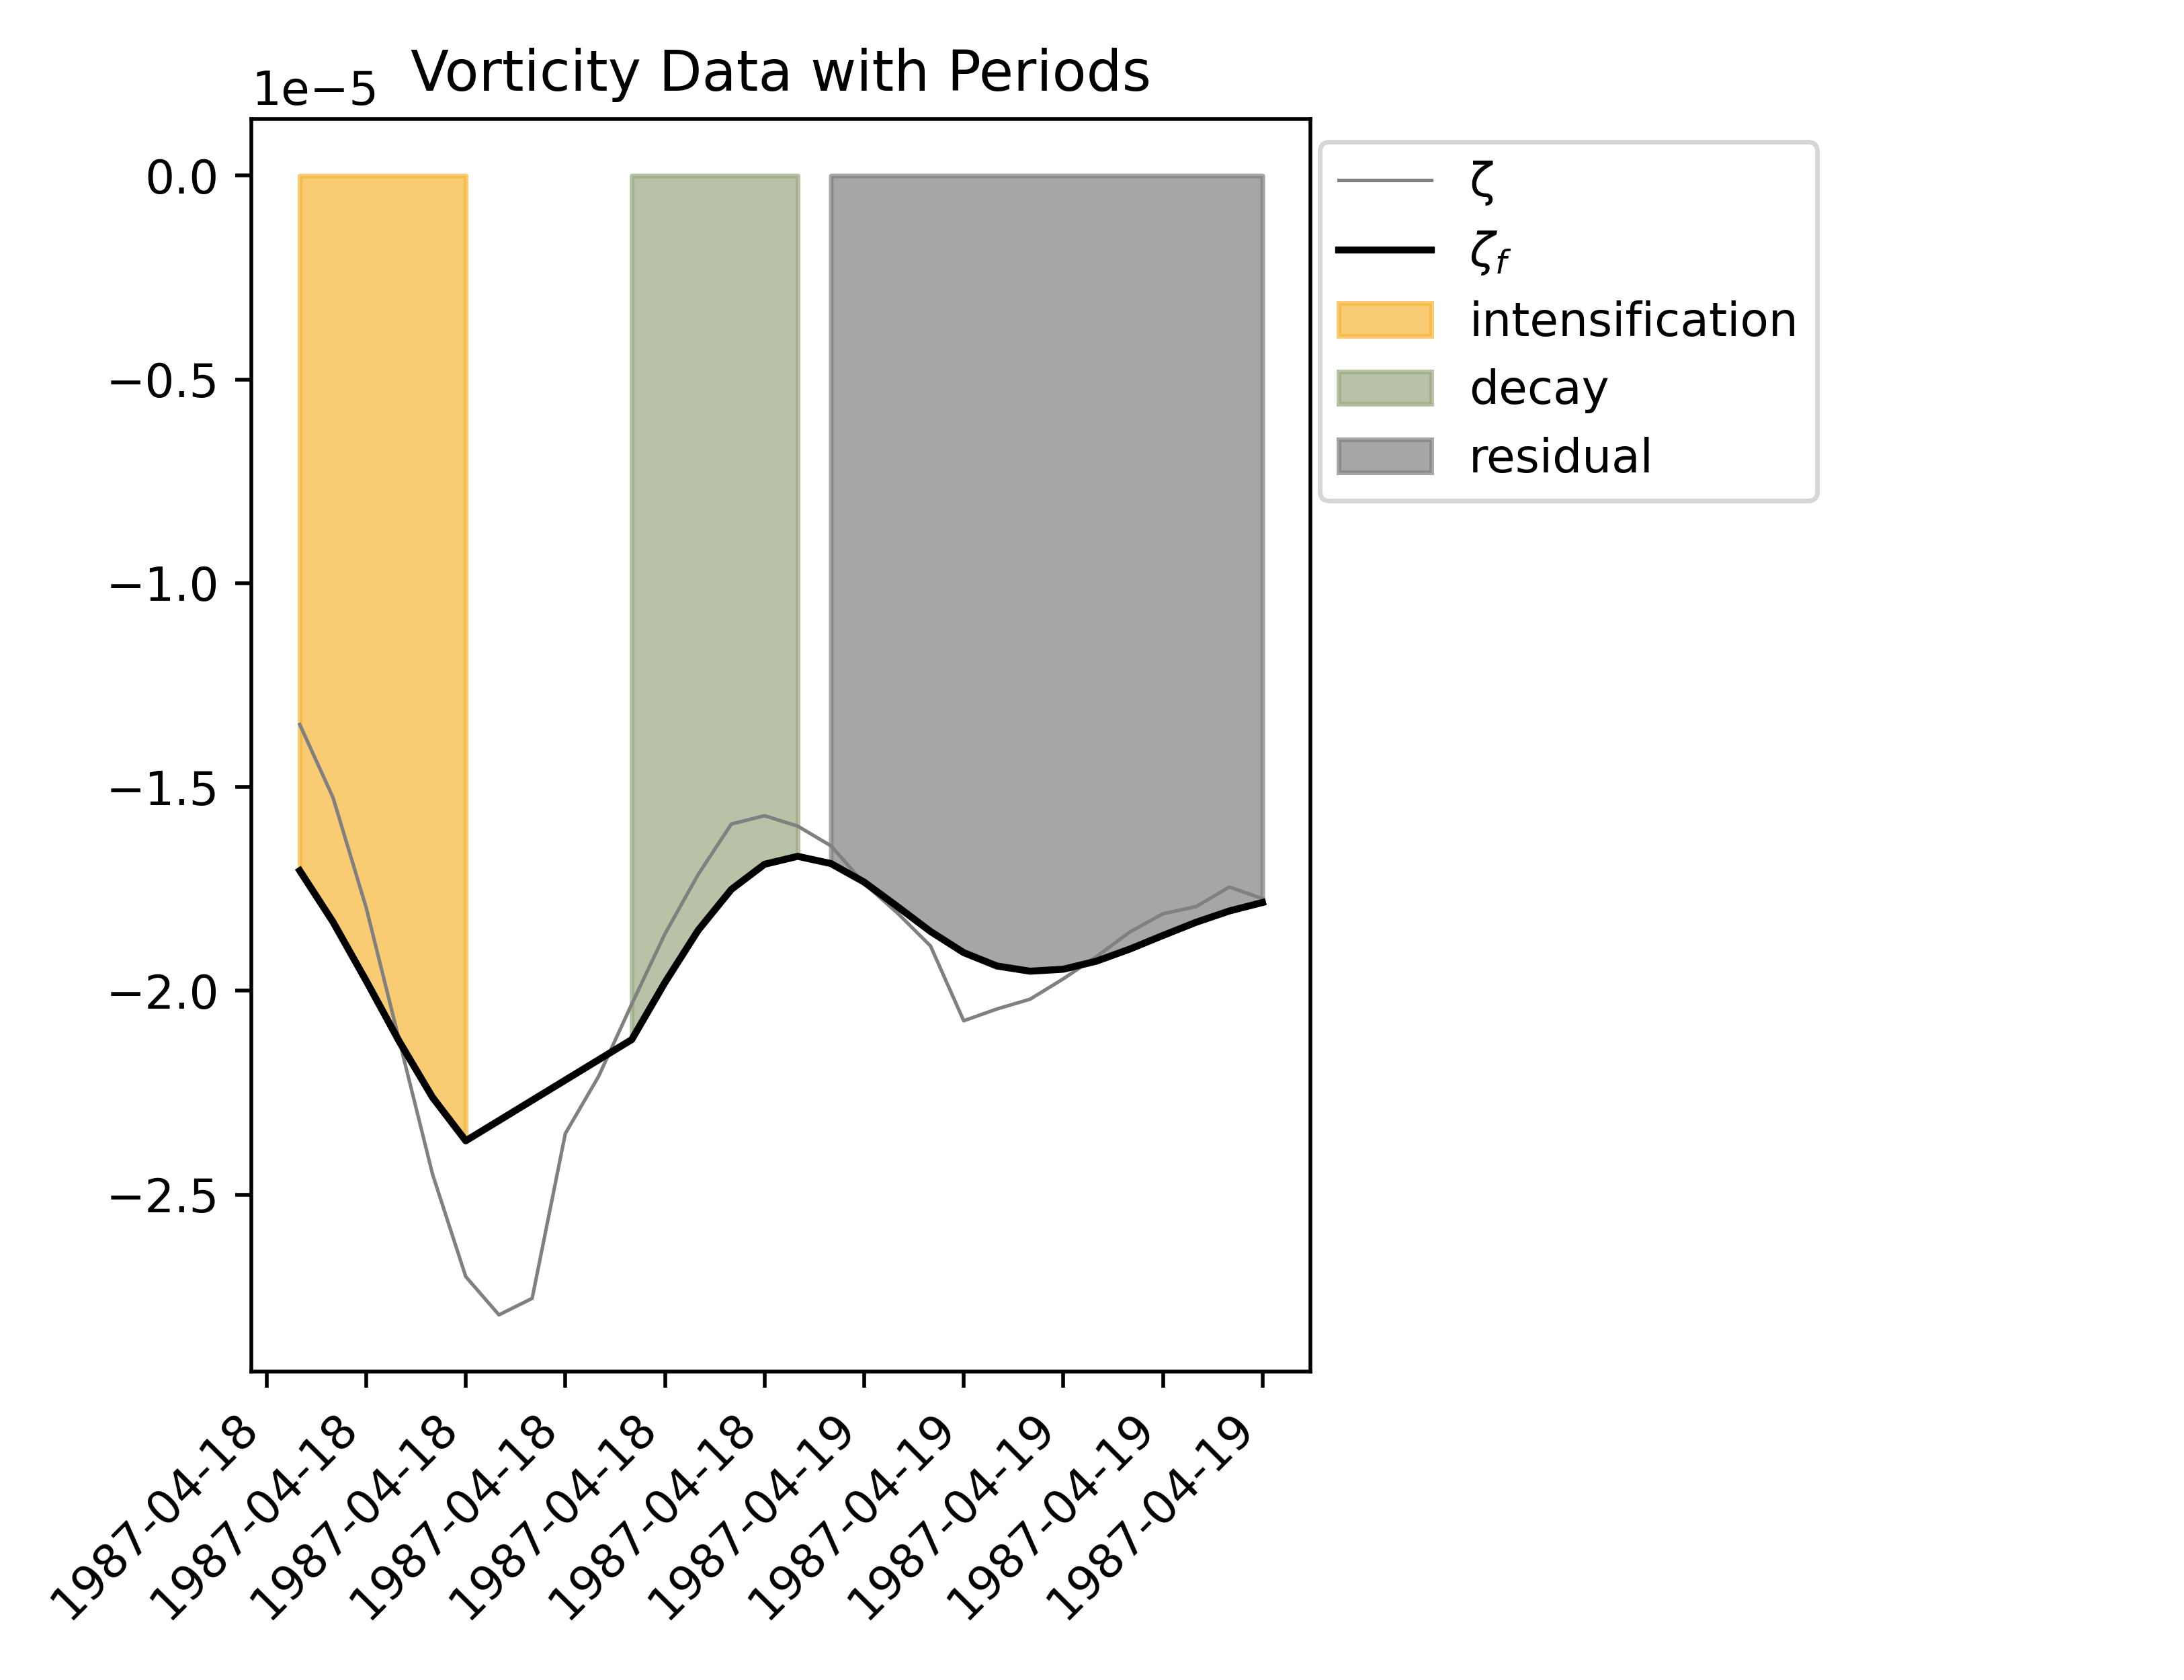 Vorticity Data with Periods
1e−5
0.0
−0.5
−1.0
−1.5
−2.0
−2.5
1987-04-18
1987-04-18
1987-04-18
1987-04-18
1987-04-18
1987-04-18
1987-04-19
1987-04-19
1987-04-19
1987-04-19
1987-04-19
ζ
ζf
intensification
decay
residual